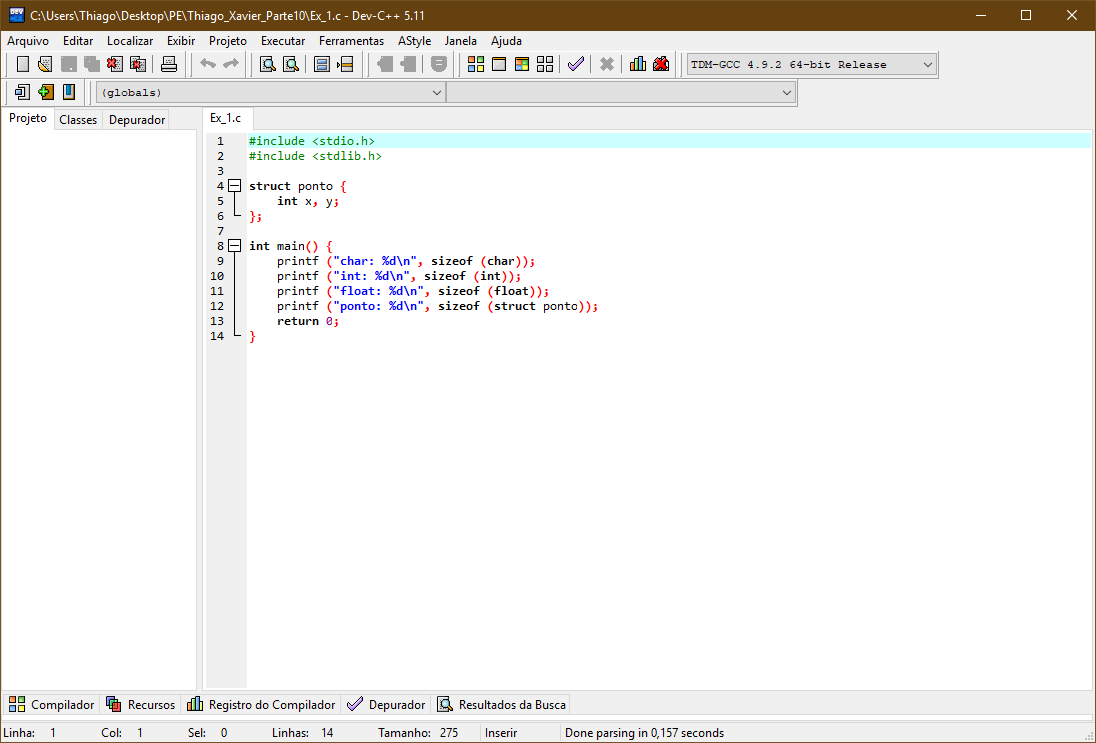 C:\Users\Thiago\Desktop\PE\Thiago_Xavier_Parte10\Ex_1.c - Dev-C++ 5.11
Arquivo Editar Localizar Exibir Projeto Executar Ferramentas AStyle Janela Ajuda
TDM-GCC 4.9.2 64-bit Release
(globals)
Projeto Classes Depurador
Ex_1.c
1 #include <stdio.h>
2 #include <stdlib.h>
3
4 struct ponto {
5 int x, y;
6 };
7
8 int main() {
9 printf ("char: %d\n", sizeof (char));
10 printf ("int: %d\n", sizeof (int));
11 printf ("float: %d\n", sizeof (float));
12 printf ("ponto: %d\n", sizeof (struct ponto));
13 return 0;
14 }
Compilador Recursos Registro do Compilador Depurador Resultados da Busca
Linha: 1 Col: 1 Sel: 0 Linhas: 14 Tamanho: 275 Inserir Done parsing in 0,157 seconds